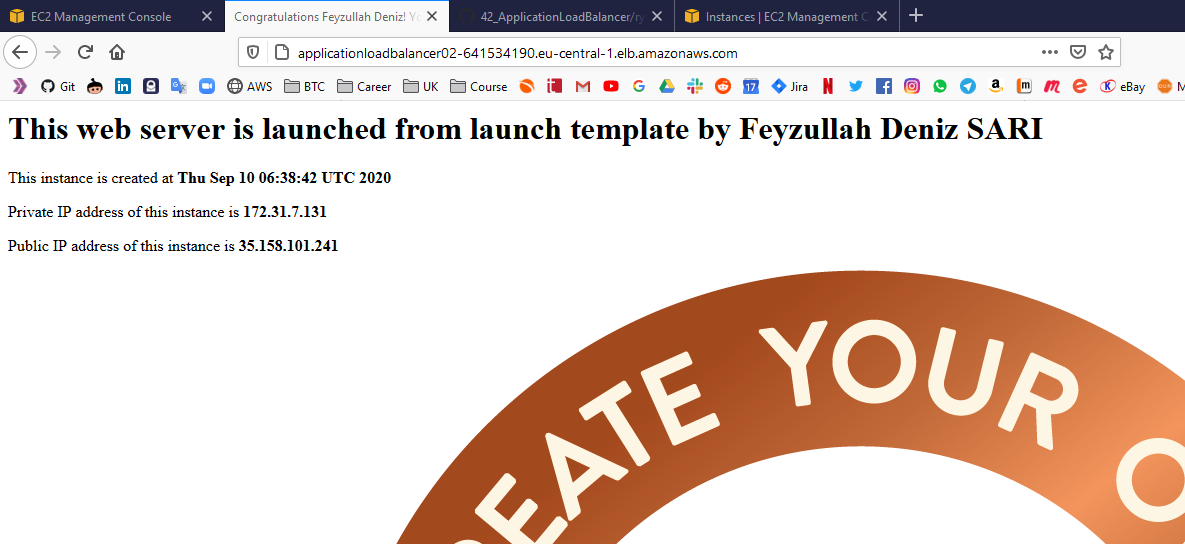 EC2 Management Console
Congratulations Feyzullah Deniz! Yo
42_ApplicationLoadBalancer/ry
Instances | EC2 Management C
applicationloadbalancer02-641534190.eu-central-1.elb.amazonaws.com
Git
AWS
BTC
Career
UK
Course
17
Jira
eBay
M
This web server is launched from launch template by Feyzullah Deniz SARI
This instance is created at Thu Sep 10 06:38:42 UTC 2020
Private IP address of this instance is 172.31.7.131
Public IP address of this instance is 35.158.101.241
REATE YOUR O